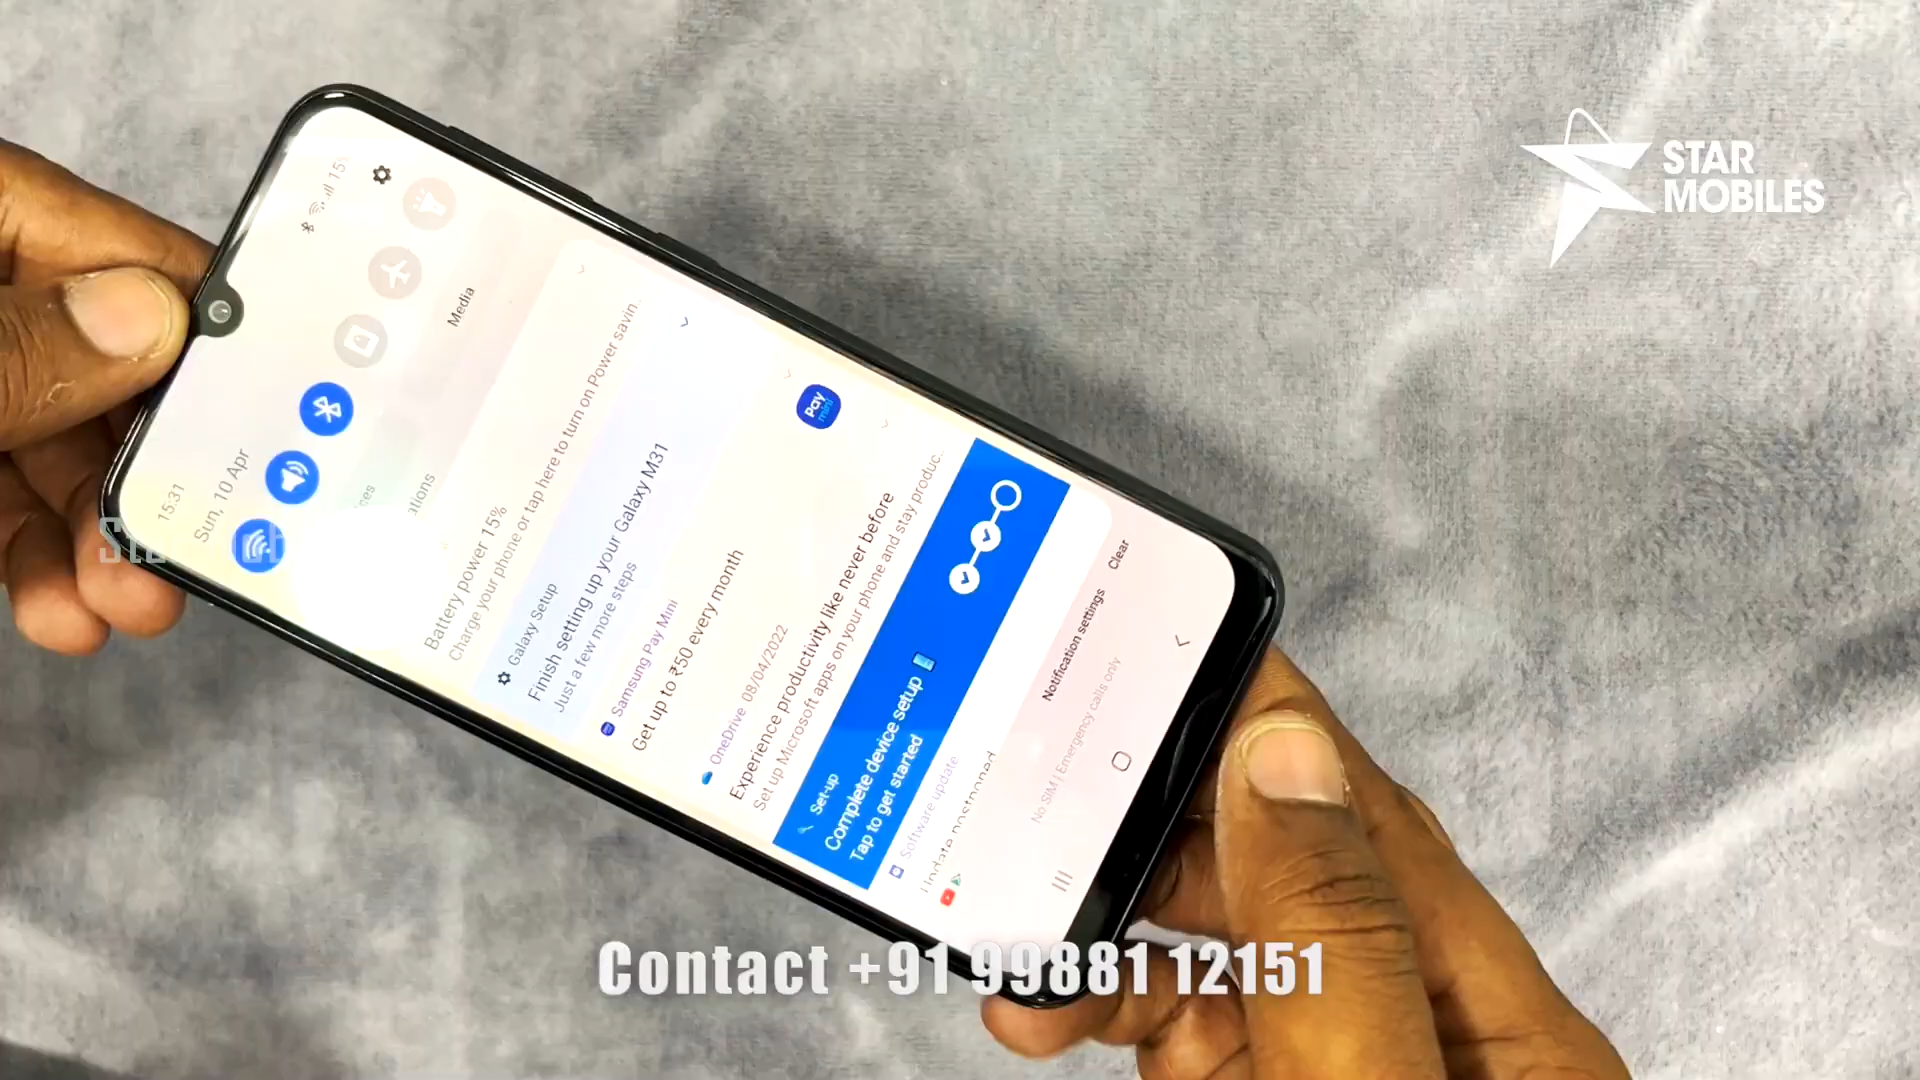 STAR
MOBILES
15:31
15%
Sun, 10 Apr
Media
Battery power 15%
Charge your phone or tap here to turn on Power savin...
Galaxy Setup
Finish setting up your Galaxy M31
Just a few more steps
Samsung Pay Mini
Get up to ₹50 every month
Pay
mini
OneDrive 08/04/2022
Experience productivity like never before
Set up Microsoft apps on your phone and stay produc...
Set-up
Complete device setup
Tap to get started
Software update
Update postponed
Notification settings
Clear
No SIM | Emergency calls only
Contact +91 99881 12151